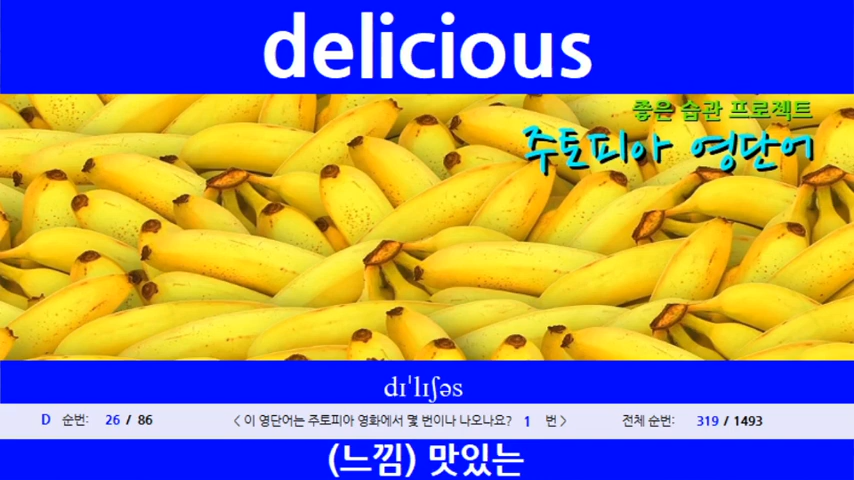 delicious
좋은 습관 프로젝트
주토피아 영단어
dɪˈlɪʃəs
D 순번: 26 / 86 < 이 영단어는 주토피아 영화에서 몇 번이나 나오나요? 1 번 > 전체 순번: 319 / 1493
(느낌) 맛있는